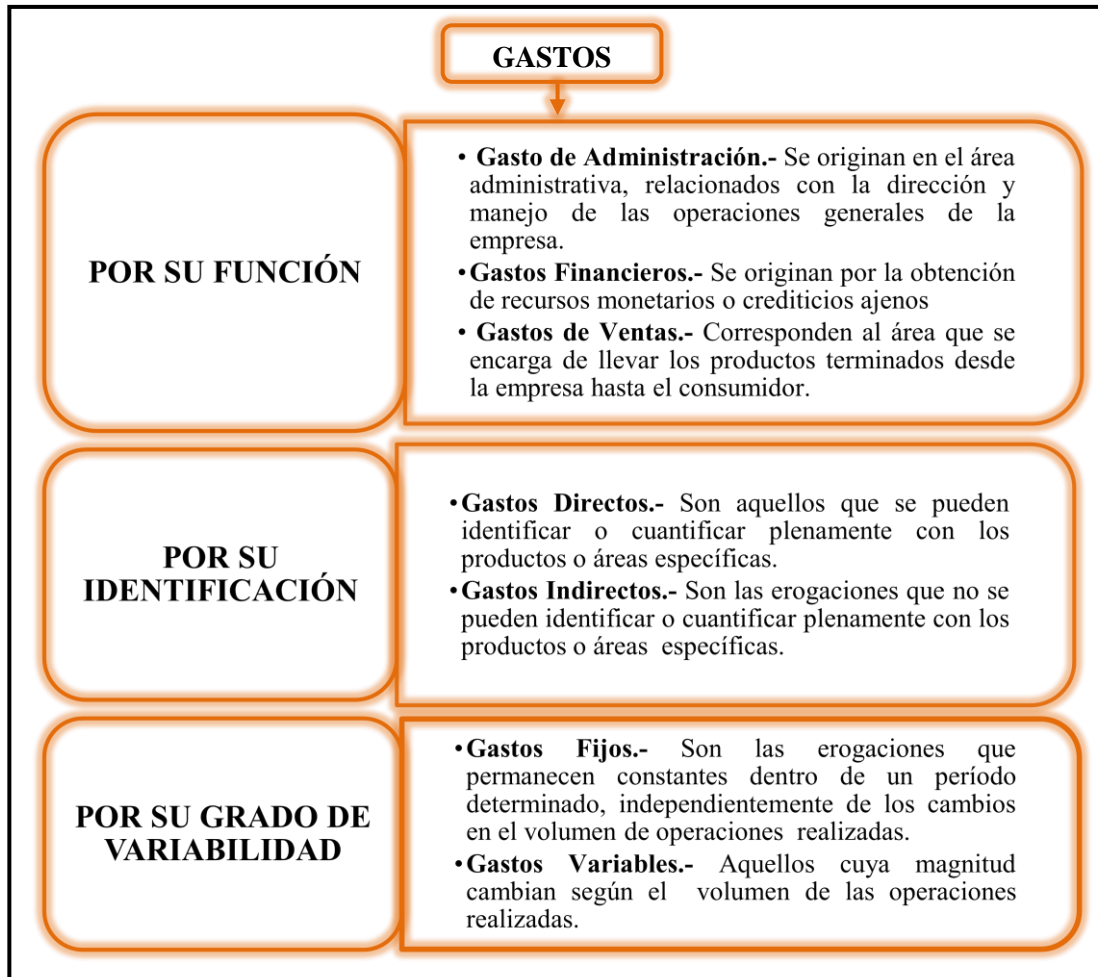 GASTOS
POR SU FUNCIÓN
• Gasto de Administración.- Se originan en el área
administrativa, relacionados con la dirección y
manejo de las operaciones generales de la
empresa.
• Gastos Financieros.- Se originan por la obtención
de recursos monetarios o crediticios ajenos
• Gastos de Ventas.- Corresponden al área que se
encarga de llevar los productos terminados desde
la empresa hasta el consumidor.
POR SU
IDENTIFICACIÓN
• Gastos Directos.- Son aquellos que se pueden
identificar o cuantificar plenamente con los
productos o áreas específicas.
• Gastos Indirectos.- Son las erogaciones que no se
pueden identificar o cuantificar plenamente con los
productos o áreas específicas.
POR SU GRADO DE
VARIABILIDAD
• Gastos Fijos.- Son las erogaciones que
permanecen constantes dentro de un período
determinado, independientemente de los cambios
en el volumen de operaciones realizadas.
• Gastos Variables.- Aquellos cuya magnitud
cambian según el volumen de las operaciones
realizadas.